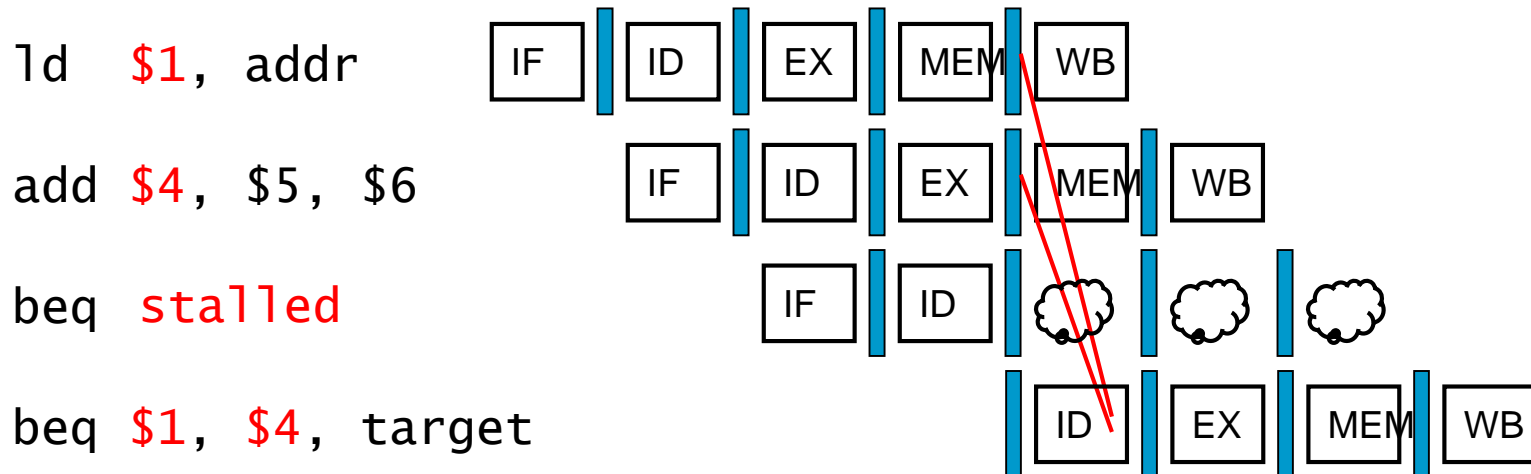 ld $1, addr IF ID EX MEM WB
add $4, $5, $6 IF ID EX MEM WB
beq stalled IF ID
beq $1, $4, target ID EX MEM WB